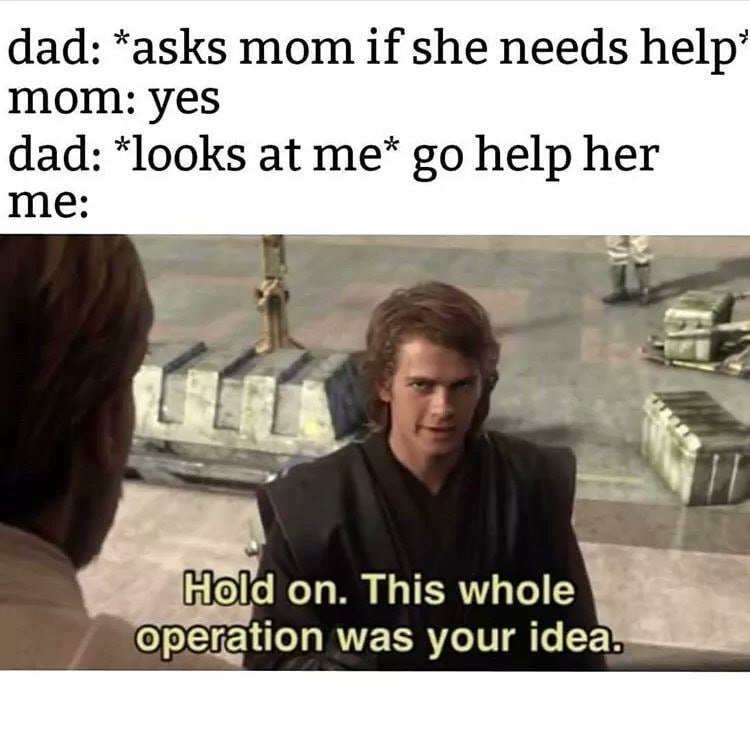 dad: *asks mom if she needs help*
mom: yes
dad: *looks at me* go help her
me:
Hold on. This whole
operation was your idea.